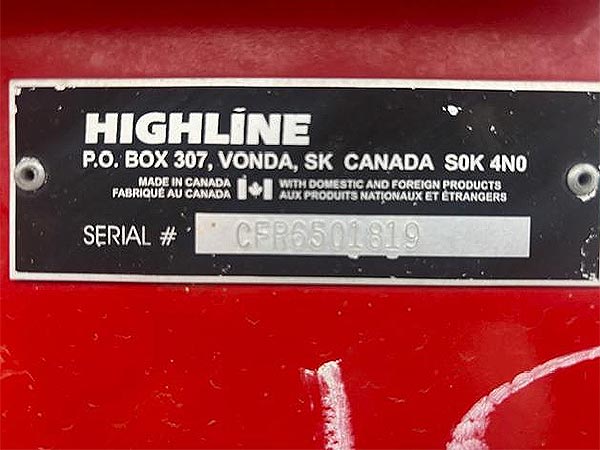 HIGHLINE
P.O. BOX 307, VONDA, SK CANADA S0K 4N0
MADE IN CANADA WITH DOMESTIC AND FOREIGN PRODUCTS
FABRIQUÉ AU CANADA AUX PRODUCTS NATIONAUX ET ÉTRANGERS
SERIAL # CFR6501819